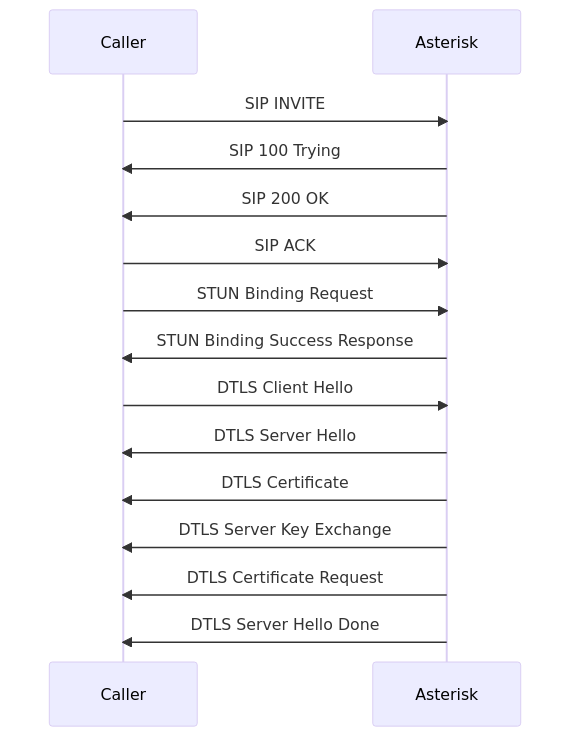 Caller
Asterisk
SIP INVITE
SIP 100 Trying
SIP 200 OK
SIP ACK
STUN Binding Request
STUN Binding Success Response
DTLS Client Hello
DTLS Server Hello
DTLS Certificate
DTLS Server Key Exchange
DTLS Certificate Request
DTLS Server Hello Done
Caller
Asterisk